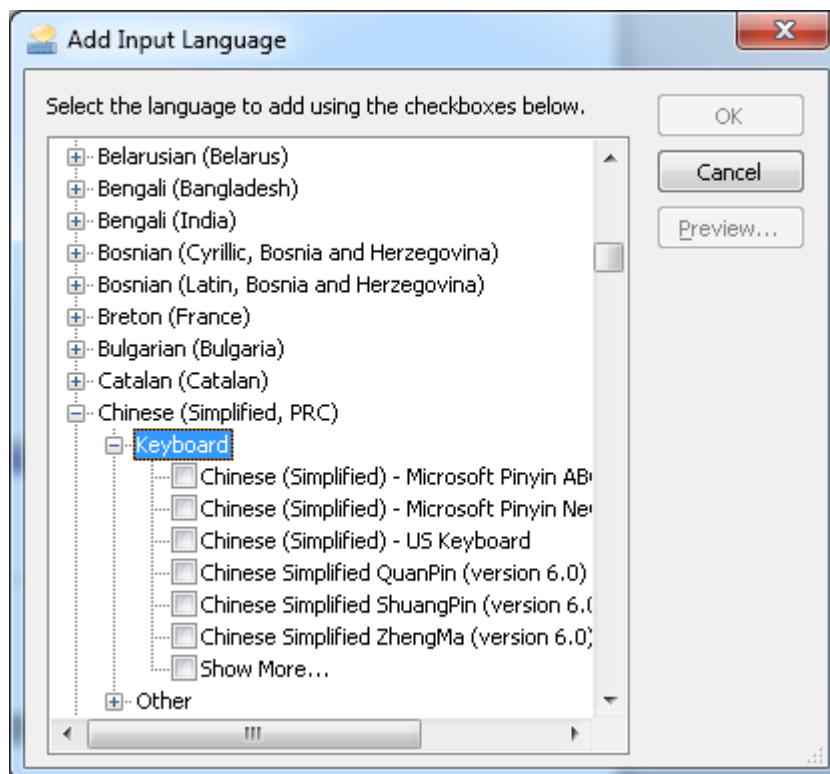 Add Input Language
Select the language to add using the checkboxes below.
OK
Cancel
Preview...
Belarusian (Belarus)
Bengali (Bangladesh)
Bengali (India)
Bosnian (Cyrillic, Bosnia and Herzegovina)
Bosnian (Latin, Bosnia and Herzegovina)
Breton (France)
Bulgarian (Bulgaria)
Catalan (Catalan)
Chinese (Simplified, PRC)
Keyboard
Chinese (Simplified) - Microsoft Pinyin AB
Chinese (Simplified) - Microsoft Pinyin Ne
Chinese (Simplified) - US Keyboard
Chinese Simplified QuanPin (version 6.0)
Chinese Simplified ShuangPin (version 6.
Chinese Simplified ZhengMa (version 6.0)
Show More...
Other